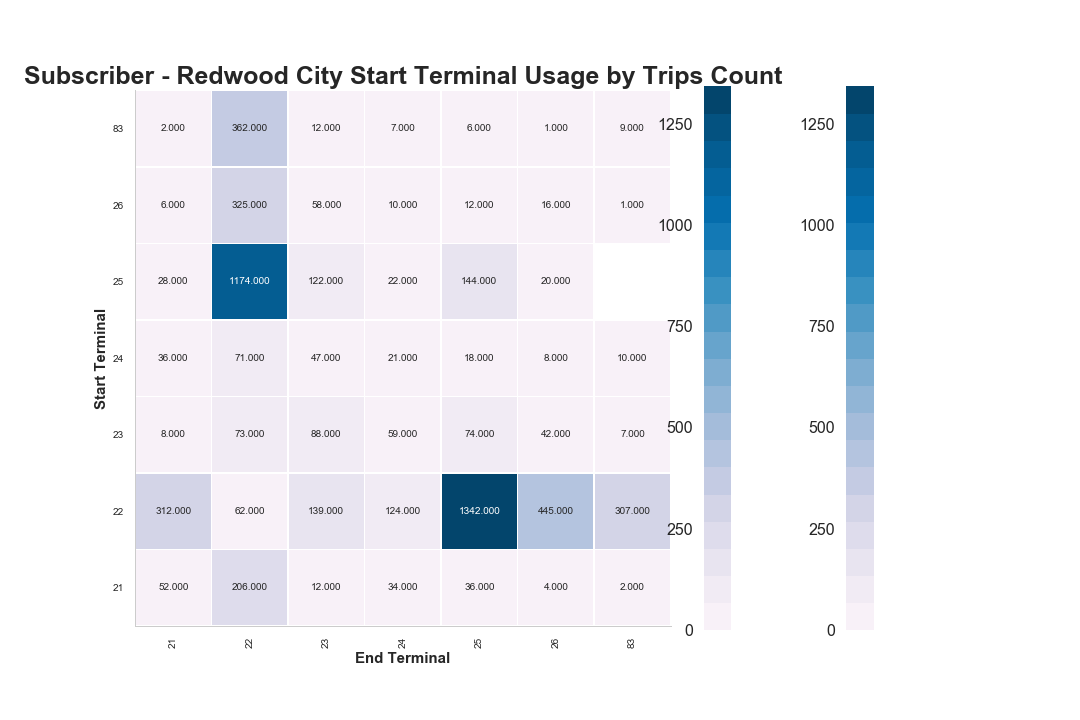 Subscriber - Redwood City Start Terminal Usage by Trips Count
83 2.000 362.000 12.000 7.000 6.000 1.000 9.000
26 6.000 325.000 58.000 10.000 12.000 16.000 1.000
25 28.000 1174.000 122.000 22.000 144.000 20.000
24 36.000 71.000 47.000 21.000 18.000 8.000 10.000
23 8.000 73.000 88.000 59.000 74.000 42.000 7.000
22 312.000 62.000 139.000 124.000 1342.000 445.000 307.000
21 52.000 206.000 12.000 34.000 36.000 4.000 2.000
21 22 23 24 25 26 83
Start Terminal
End Terminal
1250
1000
750
500
250
0
1250
1000
750
500
250
0